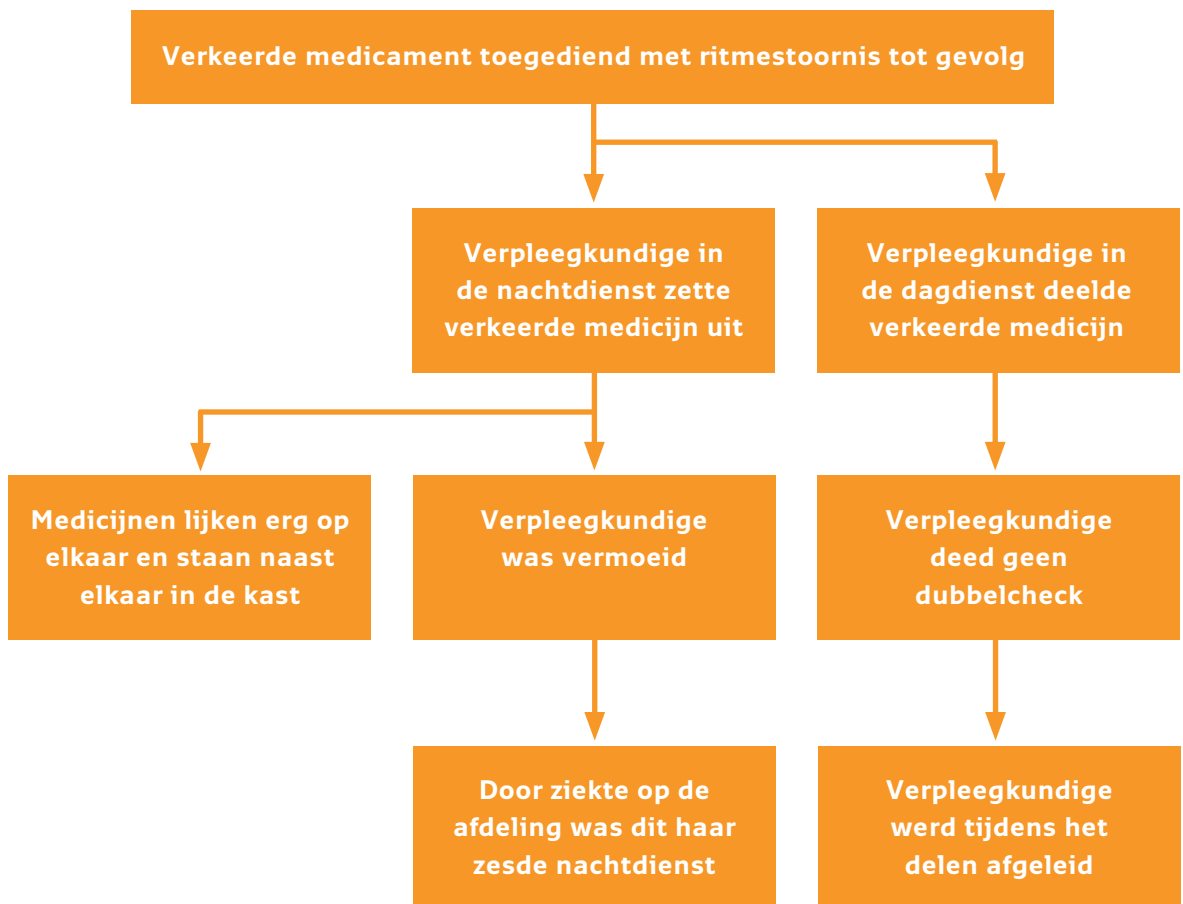 Verkeerde medicament toegediend met ritmestoornis tot gevolg
Verpleegkundige in
de nachtdienst zette
verkeerde medicijn uit
Verpleegkundige in
de dagdienst deelde
verkeerde medicijn
Medicijnen lijken erg op
elkaar en staan naast
elkaar in de kast
Verpleegkundige
was vermoeid
Verpleegkundige
deed geen
dubbelcheck
Door ziekte op de
afdeling was dit haar
zesde nachtdienst
Verpleegkundige
werd tijdens het
delen afgeleid